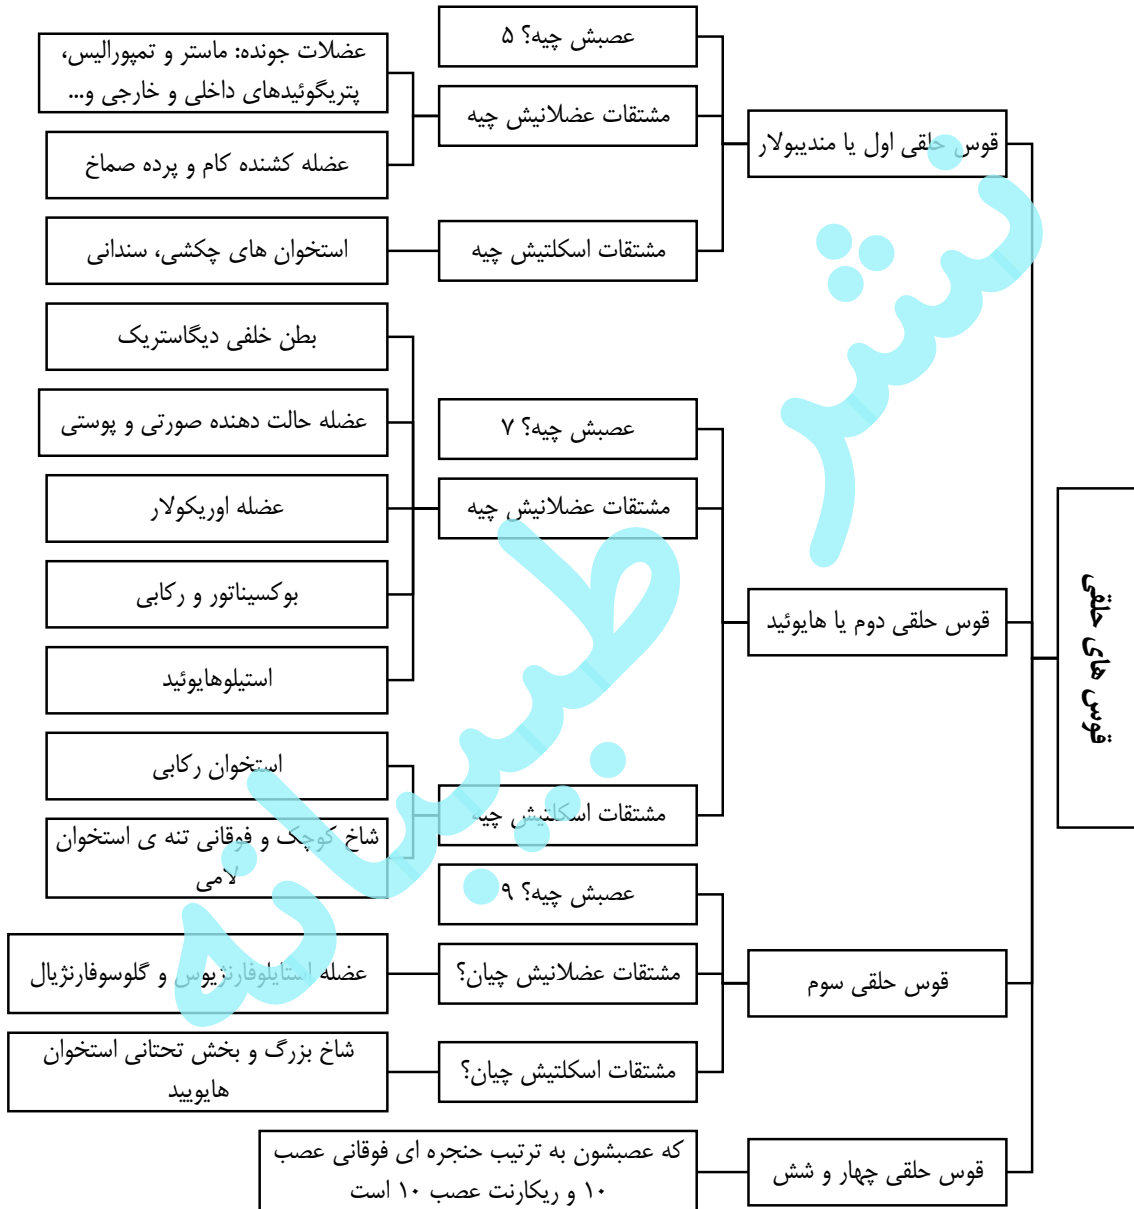 قوس های حلقی
قوس حلقی اول یا مندیبولار
عصبش چیه؟ ۵
مشتقات عضلانیش چیه
عضلات جونده: ماستر و تمپورالیس،
پتریگوئیدهای داخلی و خارجی و...
عضله کشنده کام و پرده صماخ
مشتقات اسکلتیش چیه
استخوان های چکشی، سندانی
قوس حلقی دوم یا هایوئید
عصبش چیه؟ ۷
مشتقات عضلانیش چیه
بطن خلفی دیگاستریک
عضله حالت دهنده صورتی و پوستی
عضله اوریکولار
بوکسیناتور و رکابی
استیلوهایوئید
مشتقات اسکلتیش چیه
استخوان رکابی
شاخ کوچک و فوقانی تنه ی استخوان
لامی
قوس حلقی سوم
عصبش چیه؟ ۹
مشتقات عضلانیش چیان؟
عضله استایلوفارنژیوس و گلوسوفارنژیال
مشتقات اسکلتیش چیان؟
شاخ بزرگ و بخش تحتانی استخوان
هایویید
قوس حلقی چهار و شش
که عصبشون به ترتیب حنجره ای فوقانی عصب
۱۰ و ریکارنت عصب ۱۰ است
نشر طبیبانه